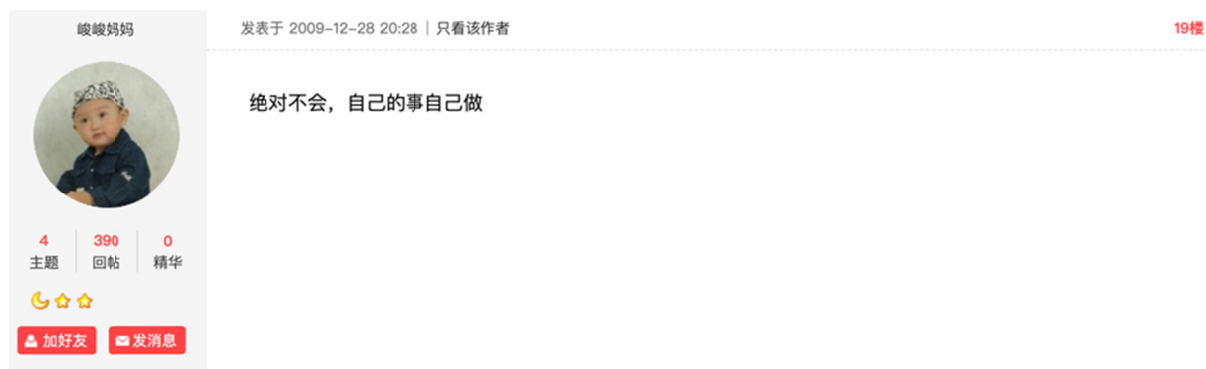 峻峻妈妈
发表于 2009-12-28 20:28 | 只看该作者
19楼
绝对不会，自己的事自己做
4 390 0
主题 回帖 精华
加好友 发消息